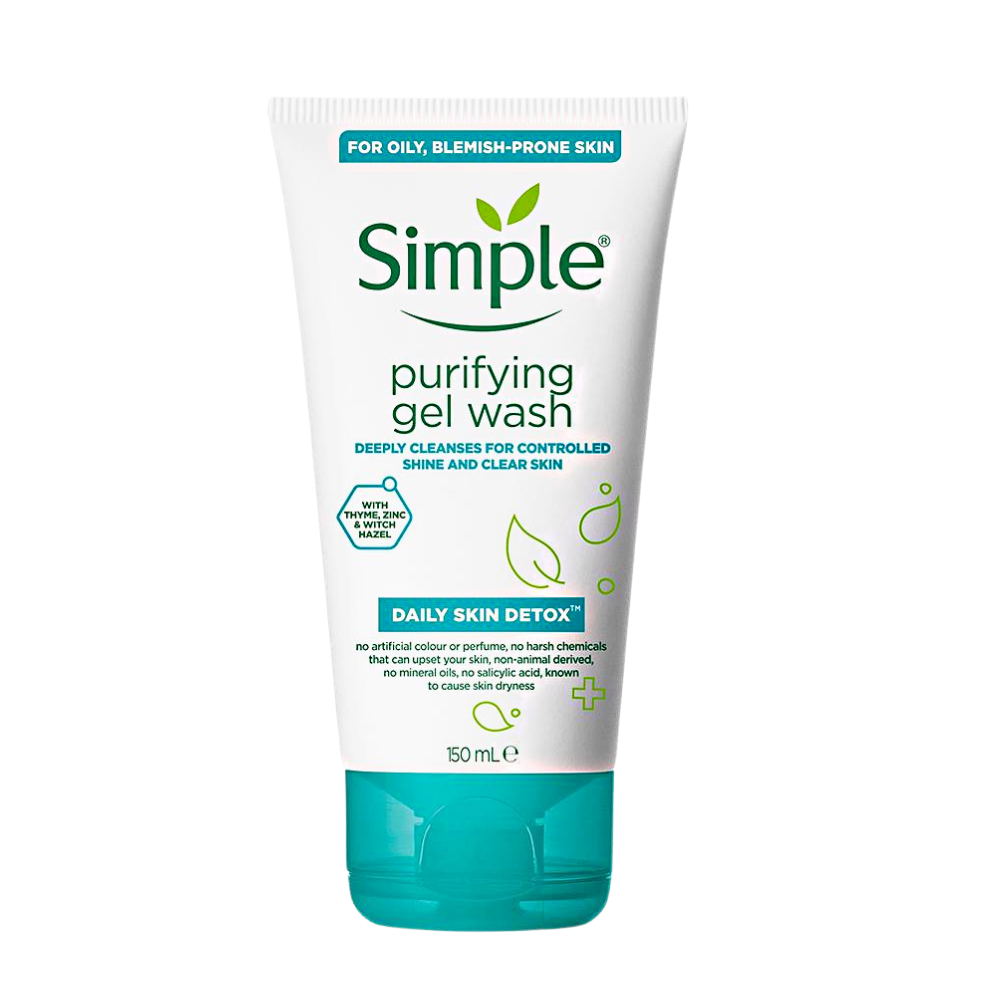 FOR OILY, BLEMISH-PRONE SKIN
Simple®
purifying
gel wash
DEEPLY CLEANSES FOR CONTROLLED
SHINE AND CLEAR SKIN
WITH
THYME, ZINC
& WITCH
HAZEL
DAILY SKIN DETOX™
no artificial colour or perfume, no harsh chemicals
that can upset your skin, non-animal derived,
no mineral oils, no salicylic acid, known
to cause skin dryness
150 mL ℮